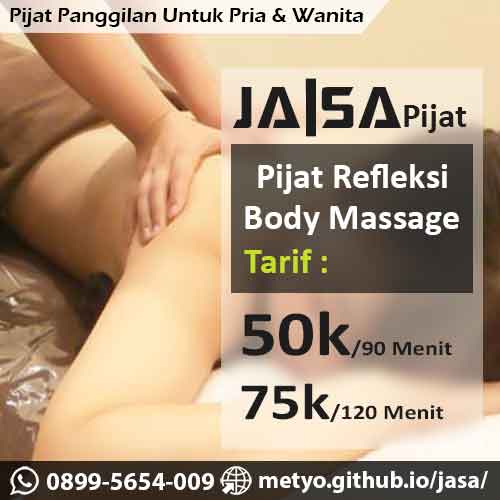 Pijat Panggilan Untuk Pria & Wanita
JA|SA Pijat
Pijat Refleksi
Body Massage
Tarif :
50k/90 Menit
75k/120 Menit
0899-5654-009 metyo.github.io/jasa/